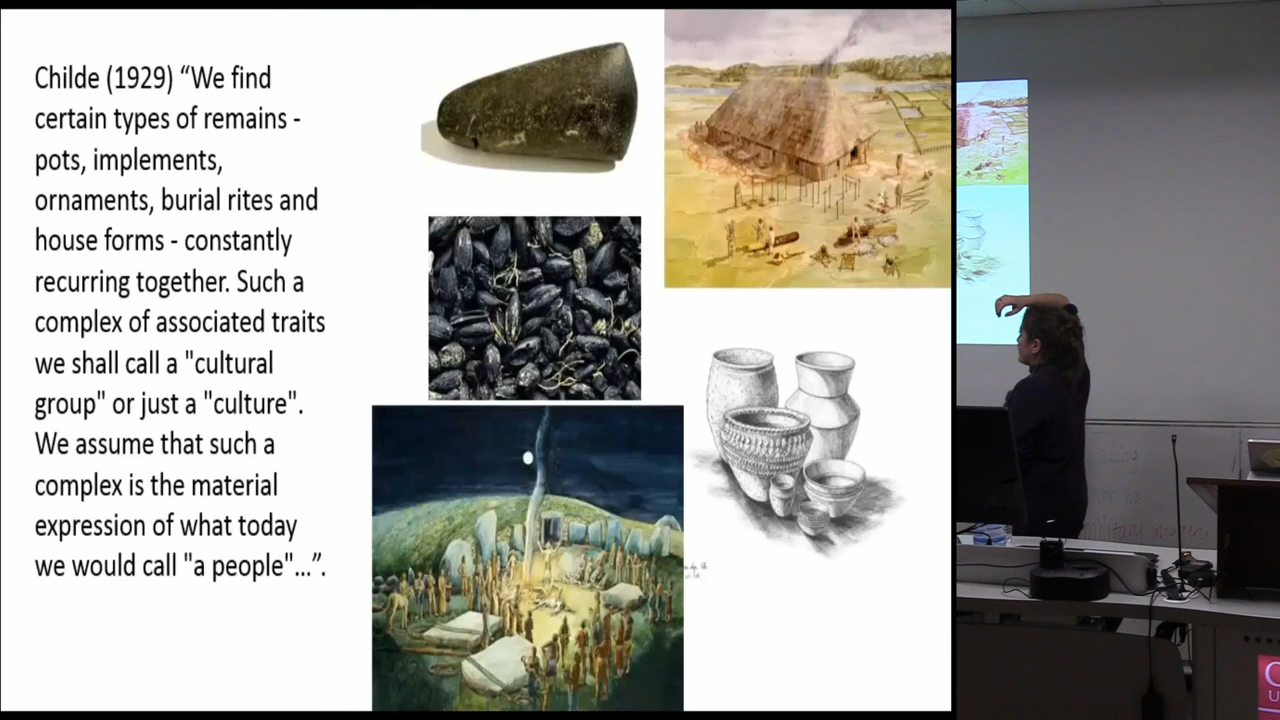 Childe (1929) “We find
certain types of remains -
pots, implements,
ornaments, burial rites and
house forms - constantly
recurring together. Such a
complex of associated traits
we shall call a "cultural
group" or just a "culture".
We assume that such a
complex is the material
expression of what today
we would call "a people"...”.
military